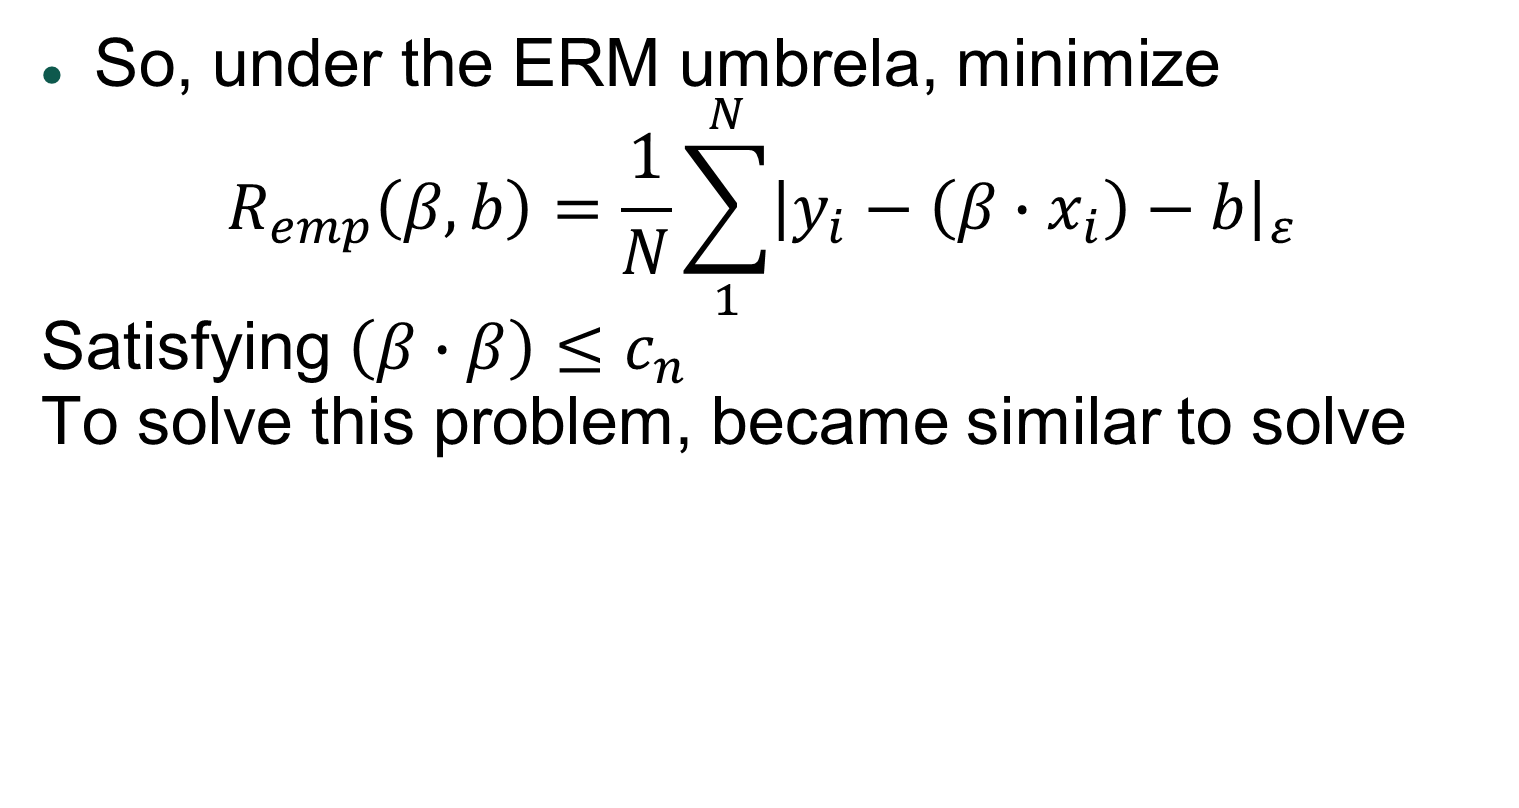 • So, under the ERM umbrela, minimize
R_emp(β, b) = 1/N ∑_1^N |y_i − (β · x_i) − b|_ε
Satisfying (β · β) ≤ c_n
To solve this problem, became similar to solve